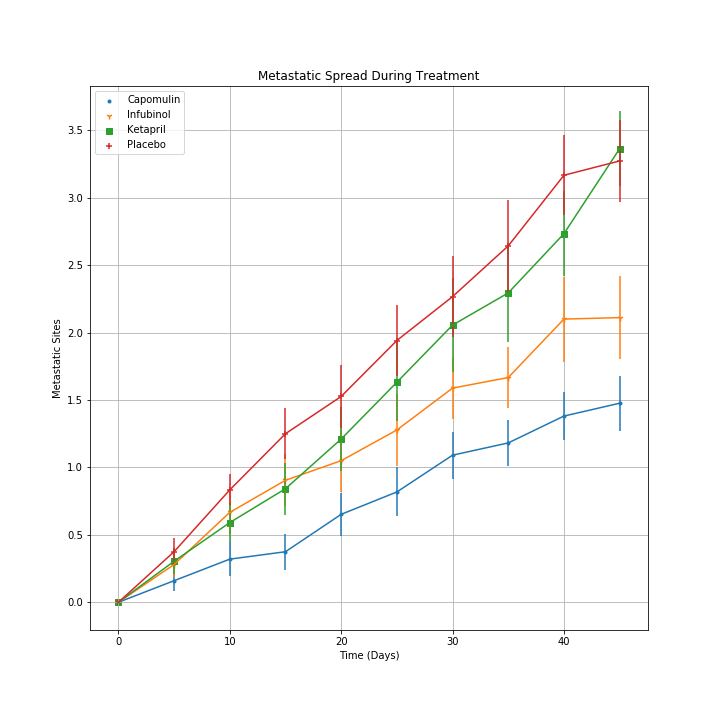 Metastatic Spread During Treatment
Capomulin
Infubinol
Ketapril
Placebo
3.5
3.0
2.5
2.0
1.5
1.0
0.5
0.0
Metastatic Sites
0 10 20 30 40
Time (Days)